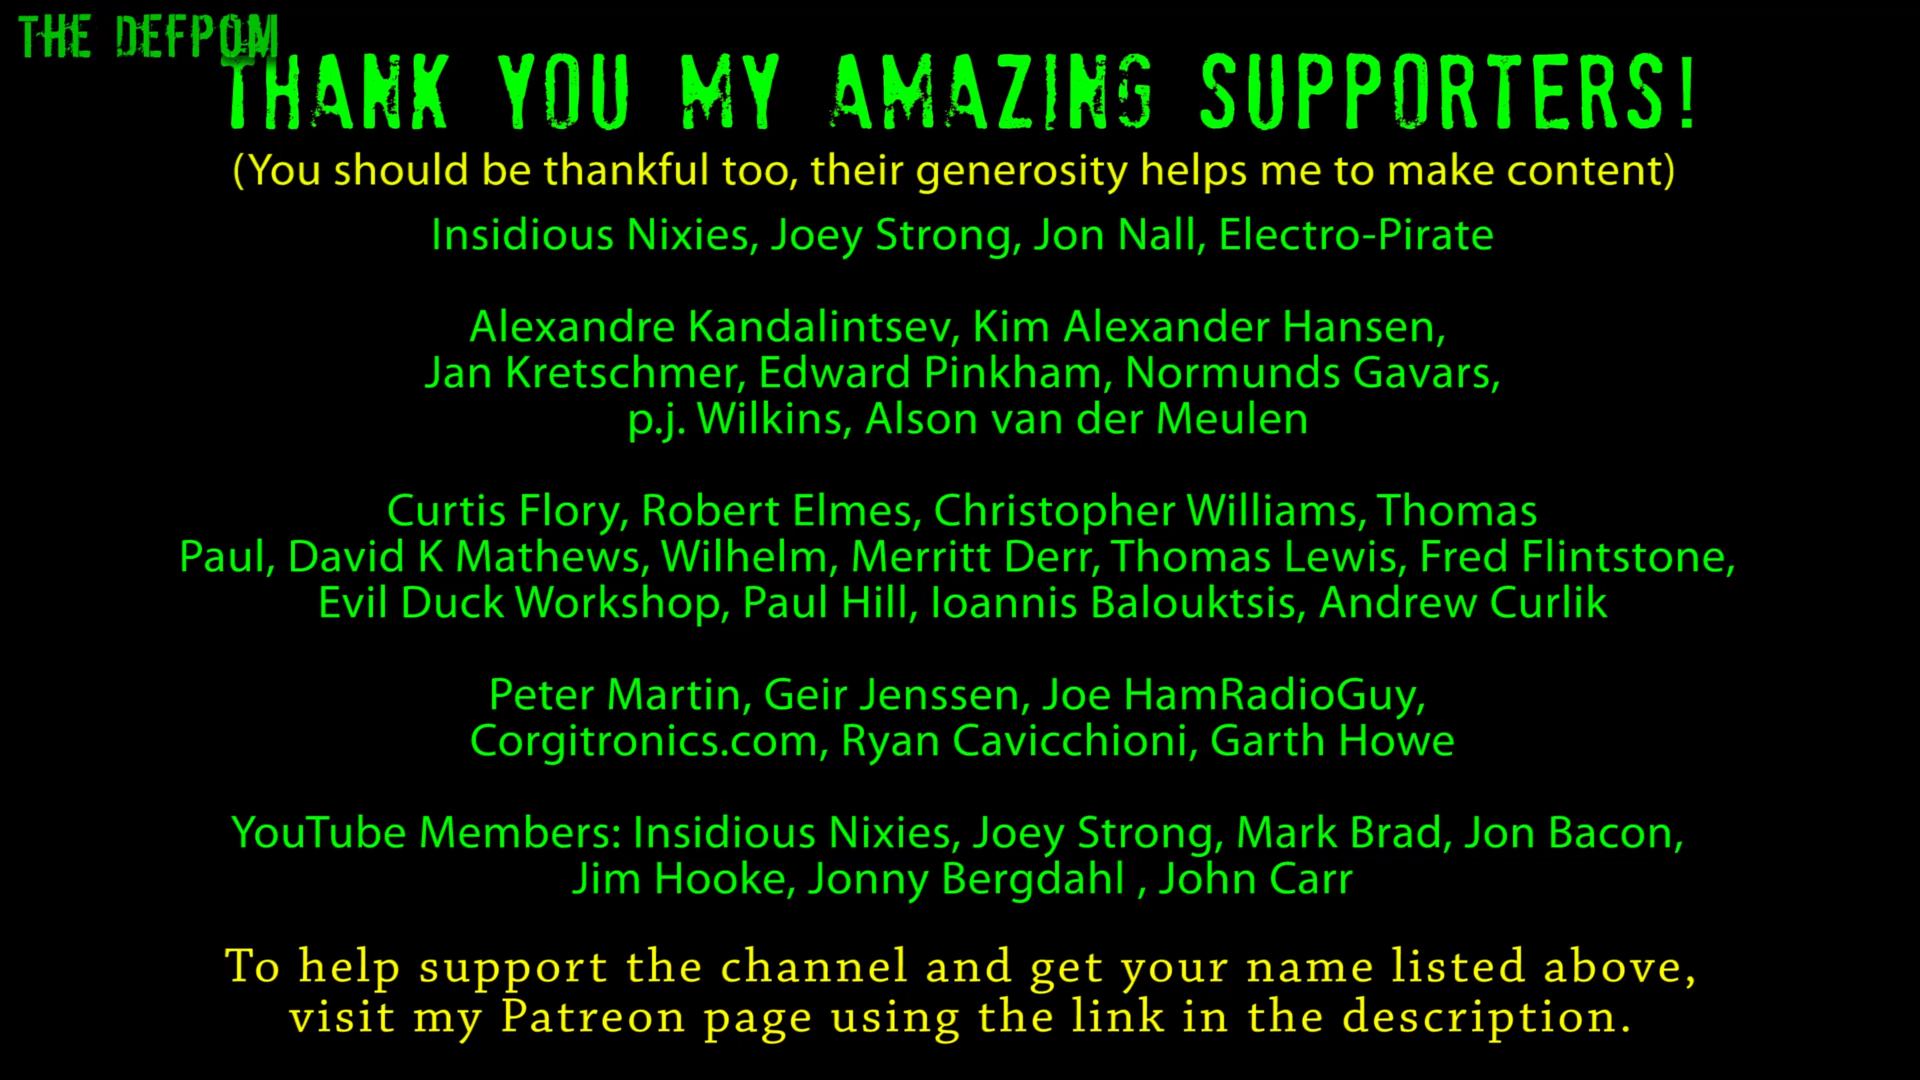 THE DEFPOM
THANK YOU MY AMAZING SUPPORTERS!
(You should be thankful too, their generosity helps me to make content)
Insidious Nixies, Joey Strong, Jon Nall, Electro-Pirate
Alexandre Kandalintsev, Kim Alexander Hansen,
Jan Kretschmer, Edward Pinkham, Normunds Gavars,
p.j. Wilkins, Alson van der Meulen
Curtis Flory, Robert Elmes, Christopher Williams, Thomas
Paul, David K Mathews, Wilhelm, Merritt Derr, Thomas Lewis, Fred Flintstone,
Evil Duck Workshop, Paul Hill, Ioannis Balouktsis, Andrew Curlik
Peter Martin, Geir Jenssen, Joe HamRadioGuy,
Corgitronics.com, Ryan Cavicchioni, Garth Howe
YouTube Members: Insidious Nixies, Joey Strong, Mark Brad, Jon Bacon,
Jim Hooke, Jonny Bergdahl , John Carr
To help support the channel and get your name listed above,
visit my Patreon page using the link in the description.